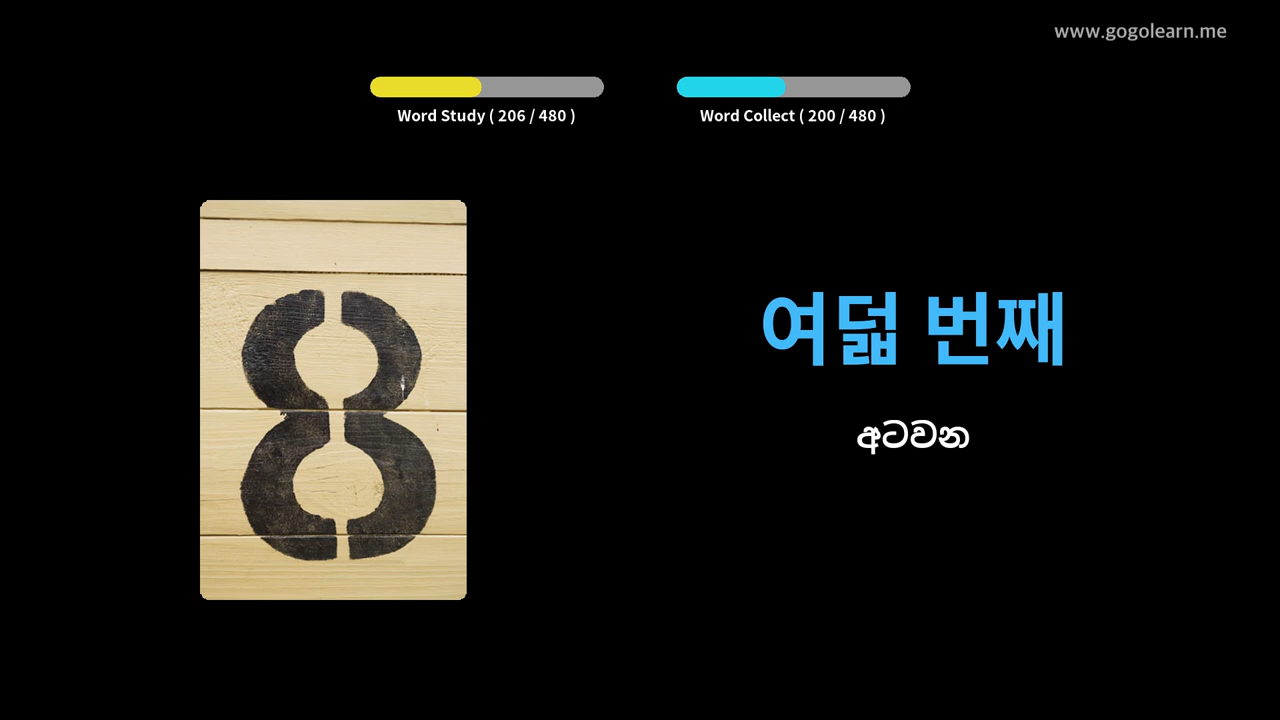 www.gogolearn.me
Word Study ( 206 / 480 )
Word Collect ( 200 / 480 )
8
여덟 번째
අටවන